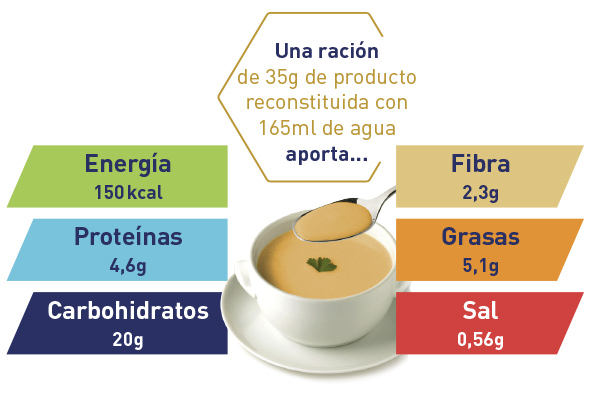 Una ración
de 35g de producto
reconstituida con
165ml de agua
aporta...
Energía
150 kcal
Proteínas
4,6g
Carbohidratos
20g
Fibra
2,3g
Grasas
5,1g
Sal
0,56g